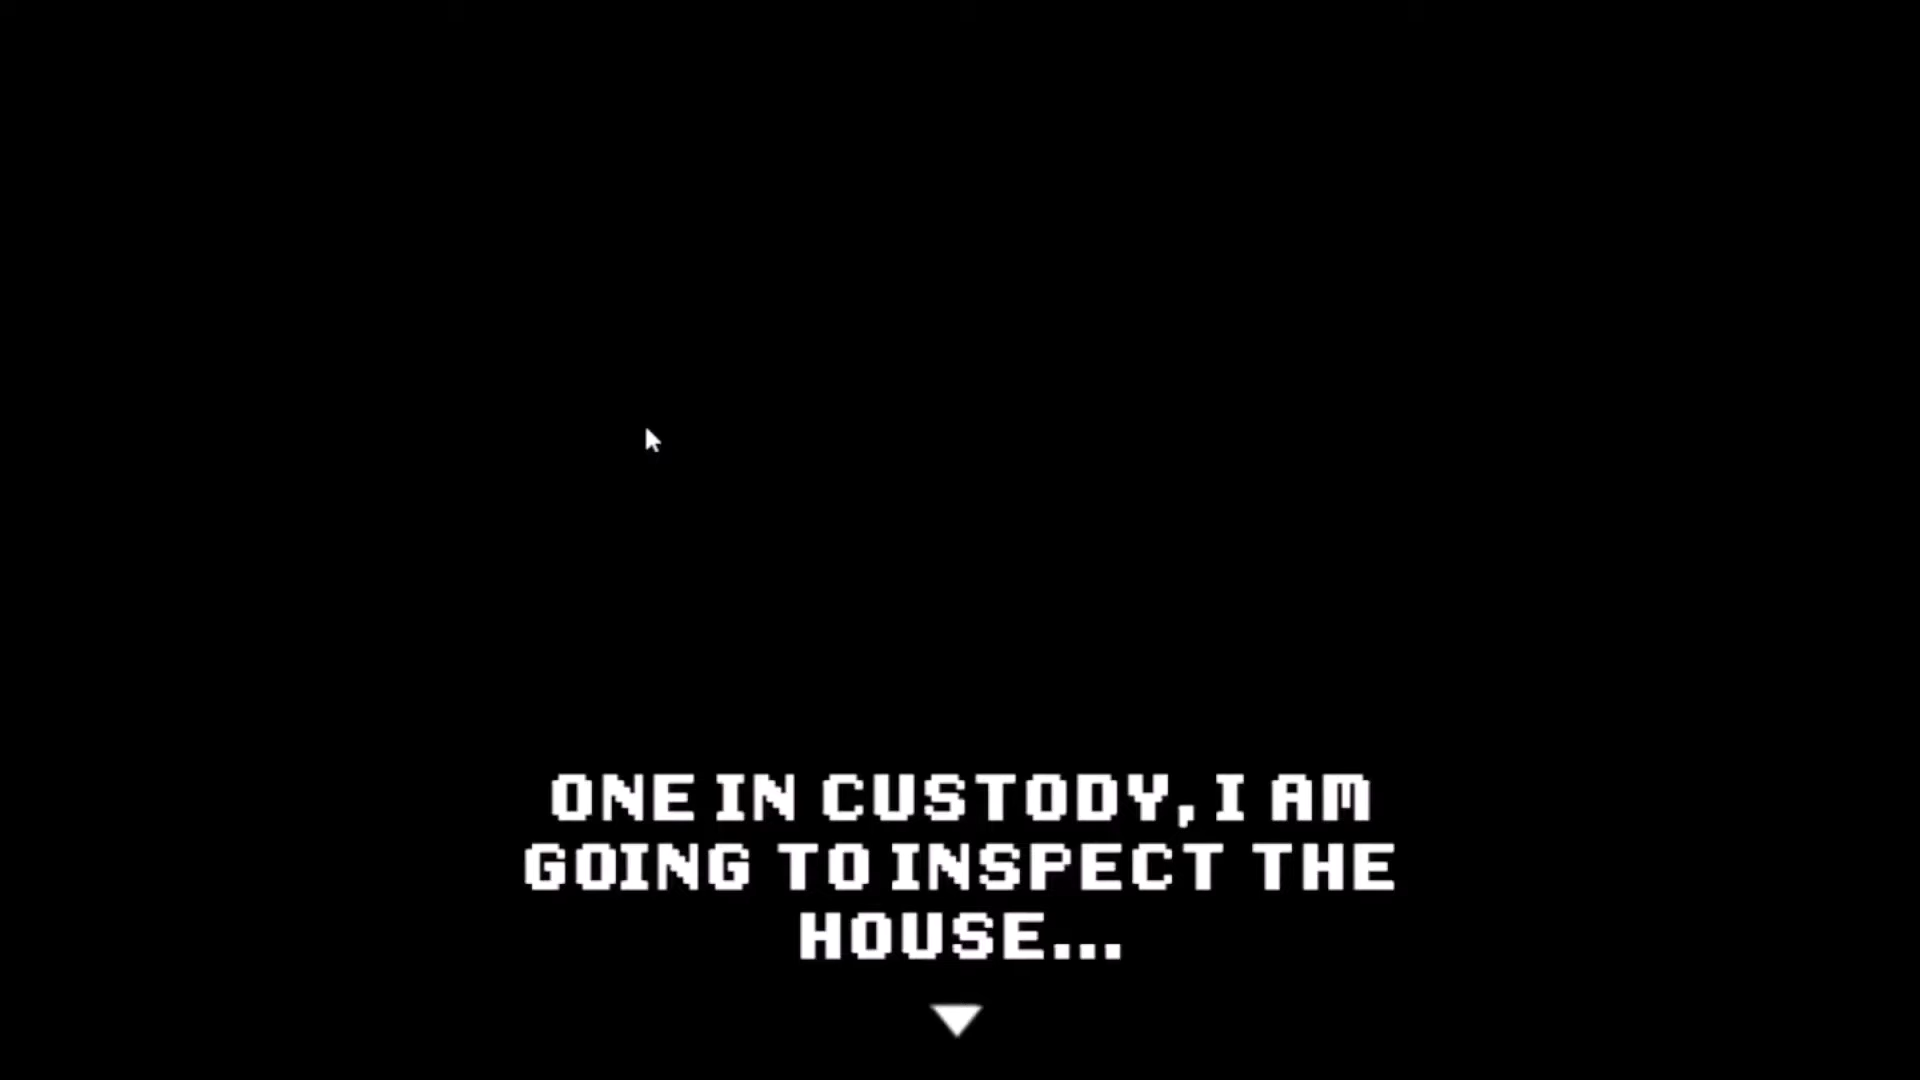 ONE IN CUSTODY, I AM
GOING TO INSPECT THE
HOUSE...